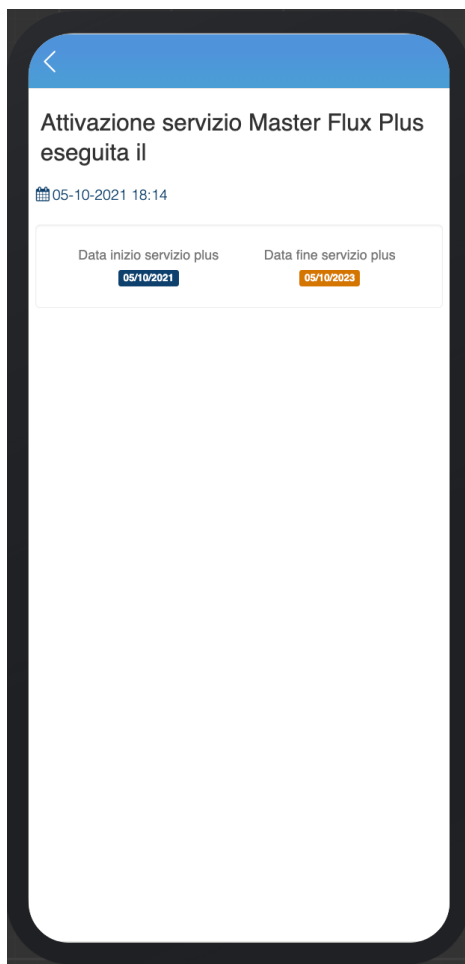 Attivazione servizio Master Flux Plus
eseguita il
05-10-2021 18:14
Data inizio servizio plus Data fine servizio plus
05/10/2021 05/10/2023